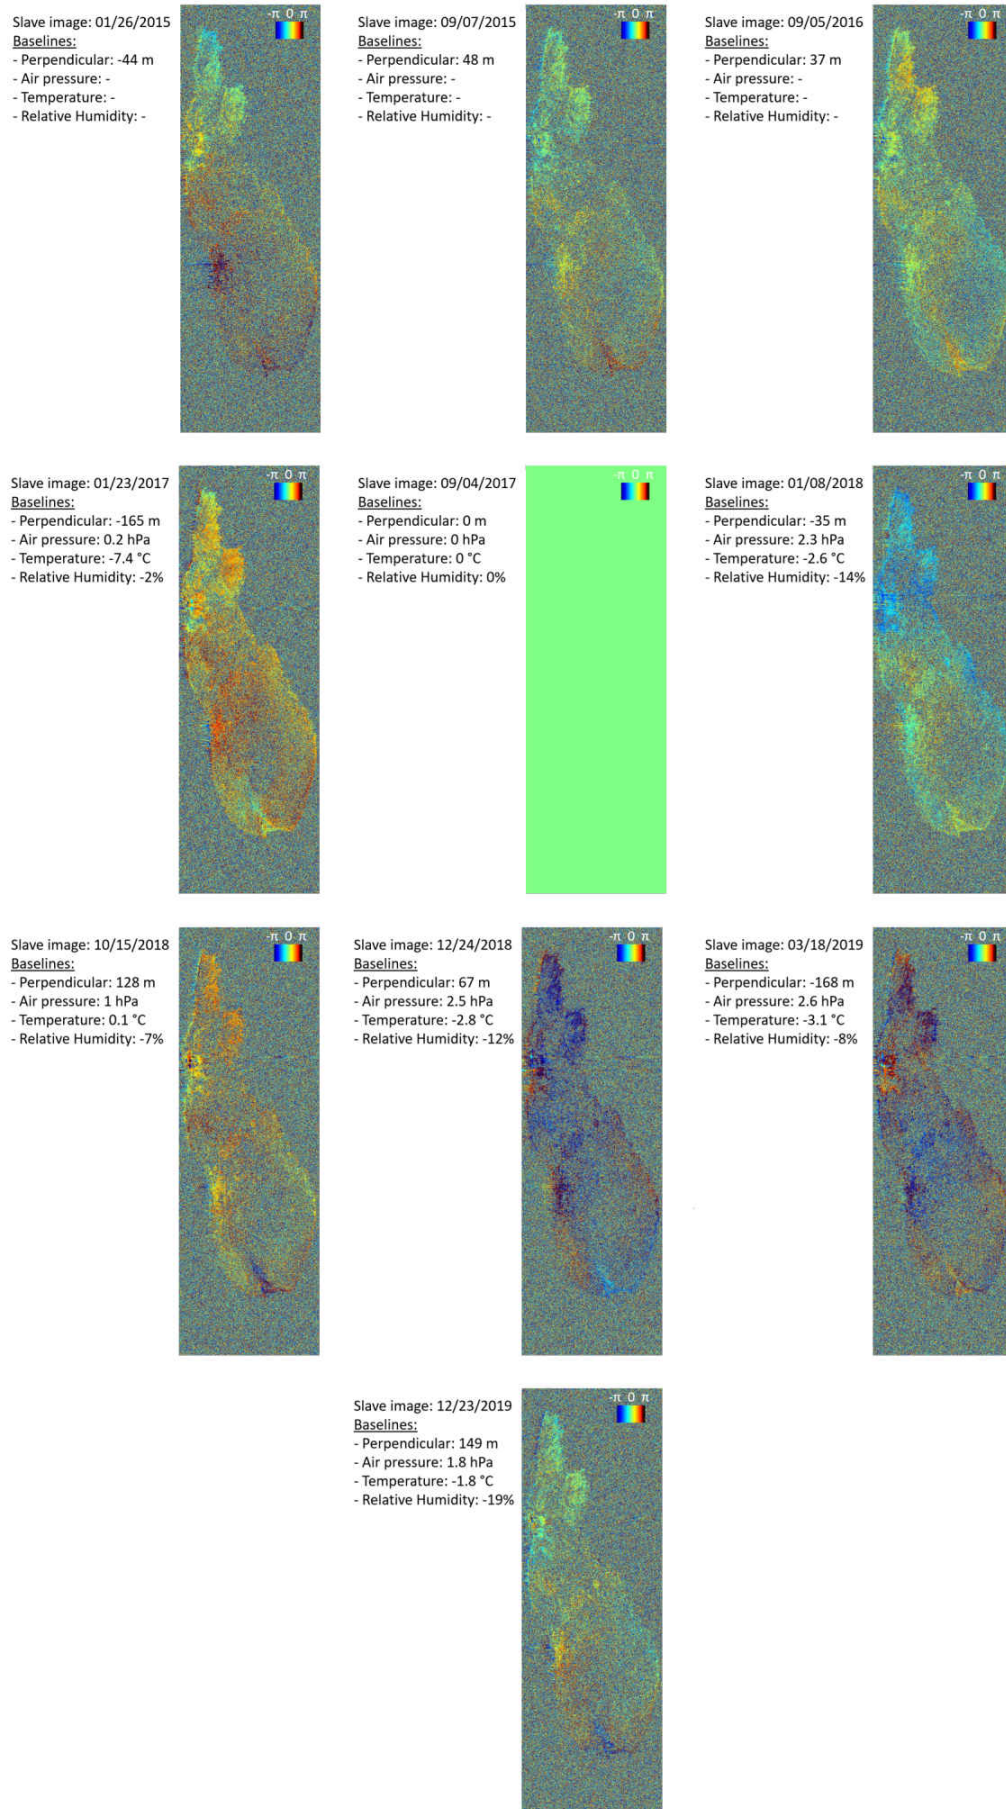 Slave image: 01/26/2015
Baselines:
- Perpendicular: -44 m
- Air pressure: -
- Temperature: -
- Relative Humidity: -
-π 0 π
Slave image: 09/07/2015
Baselines:
- Perpendicular: 48 m
- Air pressure: -
- Temperature: -
- Relative Humidity: -
-π 0 π
Slave image: 09/05/2016
Baselines:
- Perpendicular: 37 m
- Air pressure: -
- Temperature: -
- Relative Humidity: -
-π 0 π
Slave image: 01/23/2017
Baselines:
- Perpendicular: -165 m
- Air pressure: 0.2 hPa
- Temperature: -7.4 °C
- Relative Humidity: -2%
-π 0 π
Slave image: 09/04/2017
Baselines:
- Perpendicular: 0 m
- Air pressure: 0 hPa
- Temperature: 0 °C
- Relative Humidity: 0%
-π 0 π
Slave image: 01/08/2018
Baselines:
- Perpendicular: -35 m
- Air pressure: 2.3 hPa
- Temperature: -2.6 °C
- Relative Humidity: -14%
-π 0 π
Slave image: 10/15/2018
Baselines:
- Perpendicular: 128 m
- Air pressure: 1 hPa
- Temperature: 0.1 °C
- Relative Humidity: -7%
-π 0 π
Slave image: 12/24/2018
Baselines:
- Perpendicular: 67 m
- Air pressure: 2.5 hPa
- Temperature: -2.8 °C
- Relative Humidity: -12%
-π 0 π
Slave image: 03/18/2019
Baselines:
- Perpendicular: -168 m
- Air pressure: 2.6 hPa
- Temperature: -3.1 °C
- Relative Humidity: -8%
-π 0 π
Slave image: 12/23/2019
Baselines:
- Perpendicular: 149 m
- Air pressure: 1.8 hPa
- Temperature: -1.8 °C
- Relative Humidity: -19%
-π 0 π